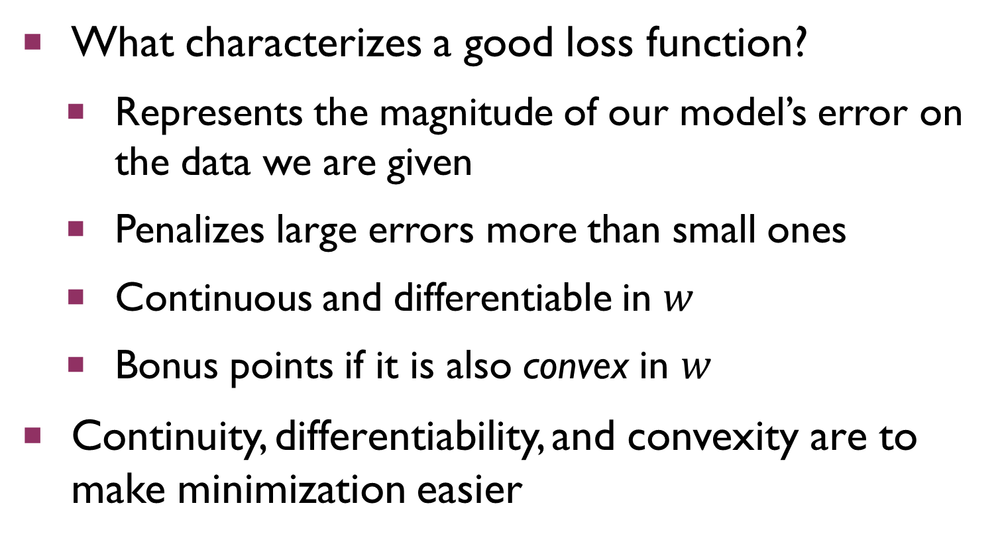 What characterizes a good loss function?
Represents the magnitude of our model’s error on
the data we are given
Penalizes large errors more than small ones
Continuous and differentiable in w
Bonus points if it is also convex in w
Continuity, differentiability, and convexity are to
make minimization easier